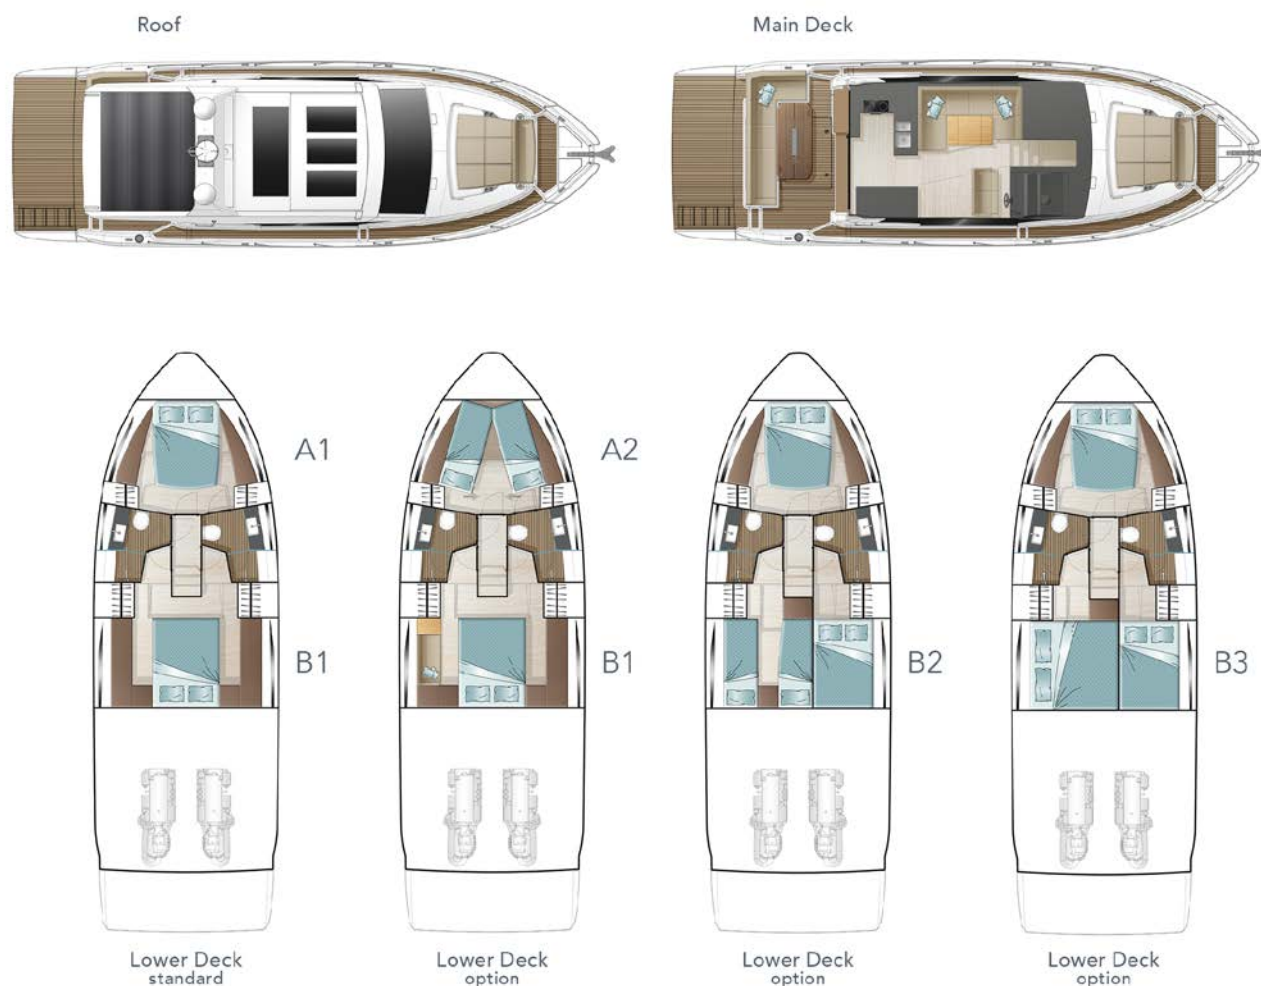 Roof
Main Deck
A1
A2
B1
B1
B2
B3
Lower Deck
standard
Lower Deck
option
Lower Deck
option
Lower Deck
option